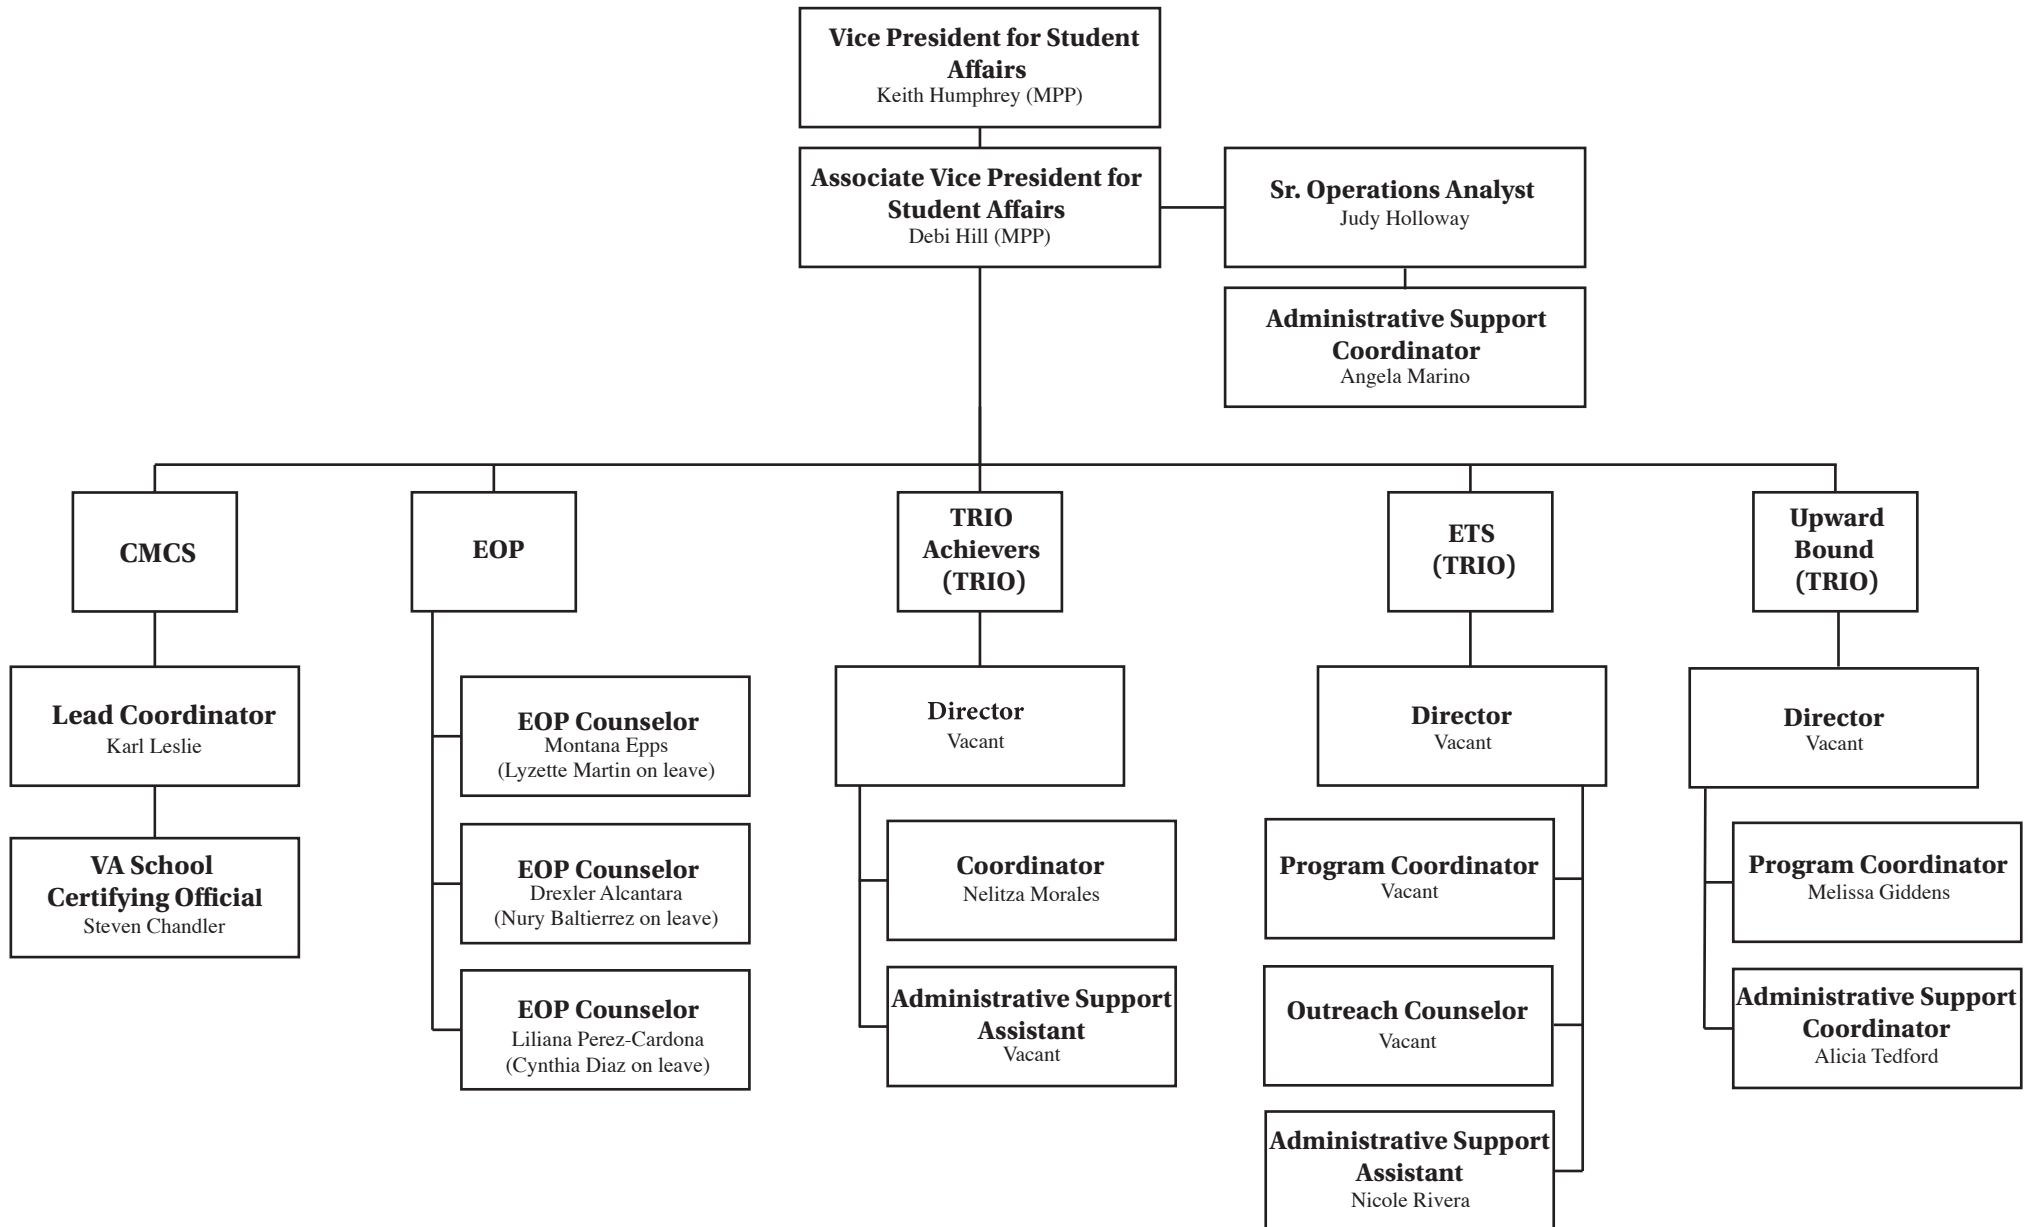 Vice President for Student
Affairs
Keith Humphrey (MPP)
Associate Vice President for
Student Affairs
Debi Hill (MPP)
Sr. Operations Analyst
Judy Holloway
Administrative Support
Coordinator
Angela Marino
CMCS
EOP
TRIO
Achievers
(TRIO)
ETS
(TRIO)
Upward
Bound
(TRIO)
Lead Coordinator
Karl Leslie
VA School
Certifying Official
Steven Chandler
EOP Counselor
Montana Epps
(Lyzette Martin on leave)
EOP Counselor
Drexler Alcantara
(Nury Baltierrez on leave)
EOP Counselor
Liliana Perez-Cardona
(Cynthia Diaz on leave)
Director
Vacant
Coordinator
Nelitza Morales
Administrative Support
Assistant
Vacant
Director
Vacant
Program Coordinator
Vacant
Outreach Counselor
Vacant
Administrative Support
Assistant
Nicole Rivera
Director
Vacant
Program Coordinator
Melissa Giddens
Administrative Support
Coordinator
Alicia Tedford